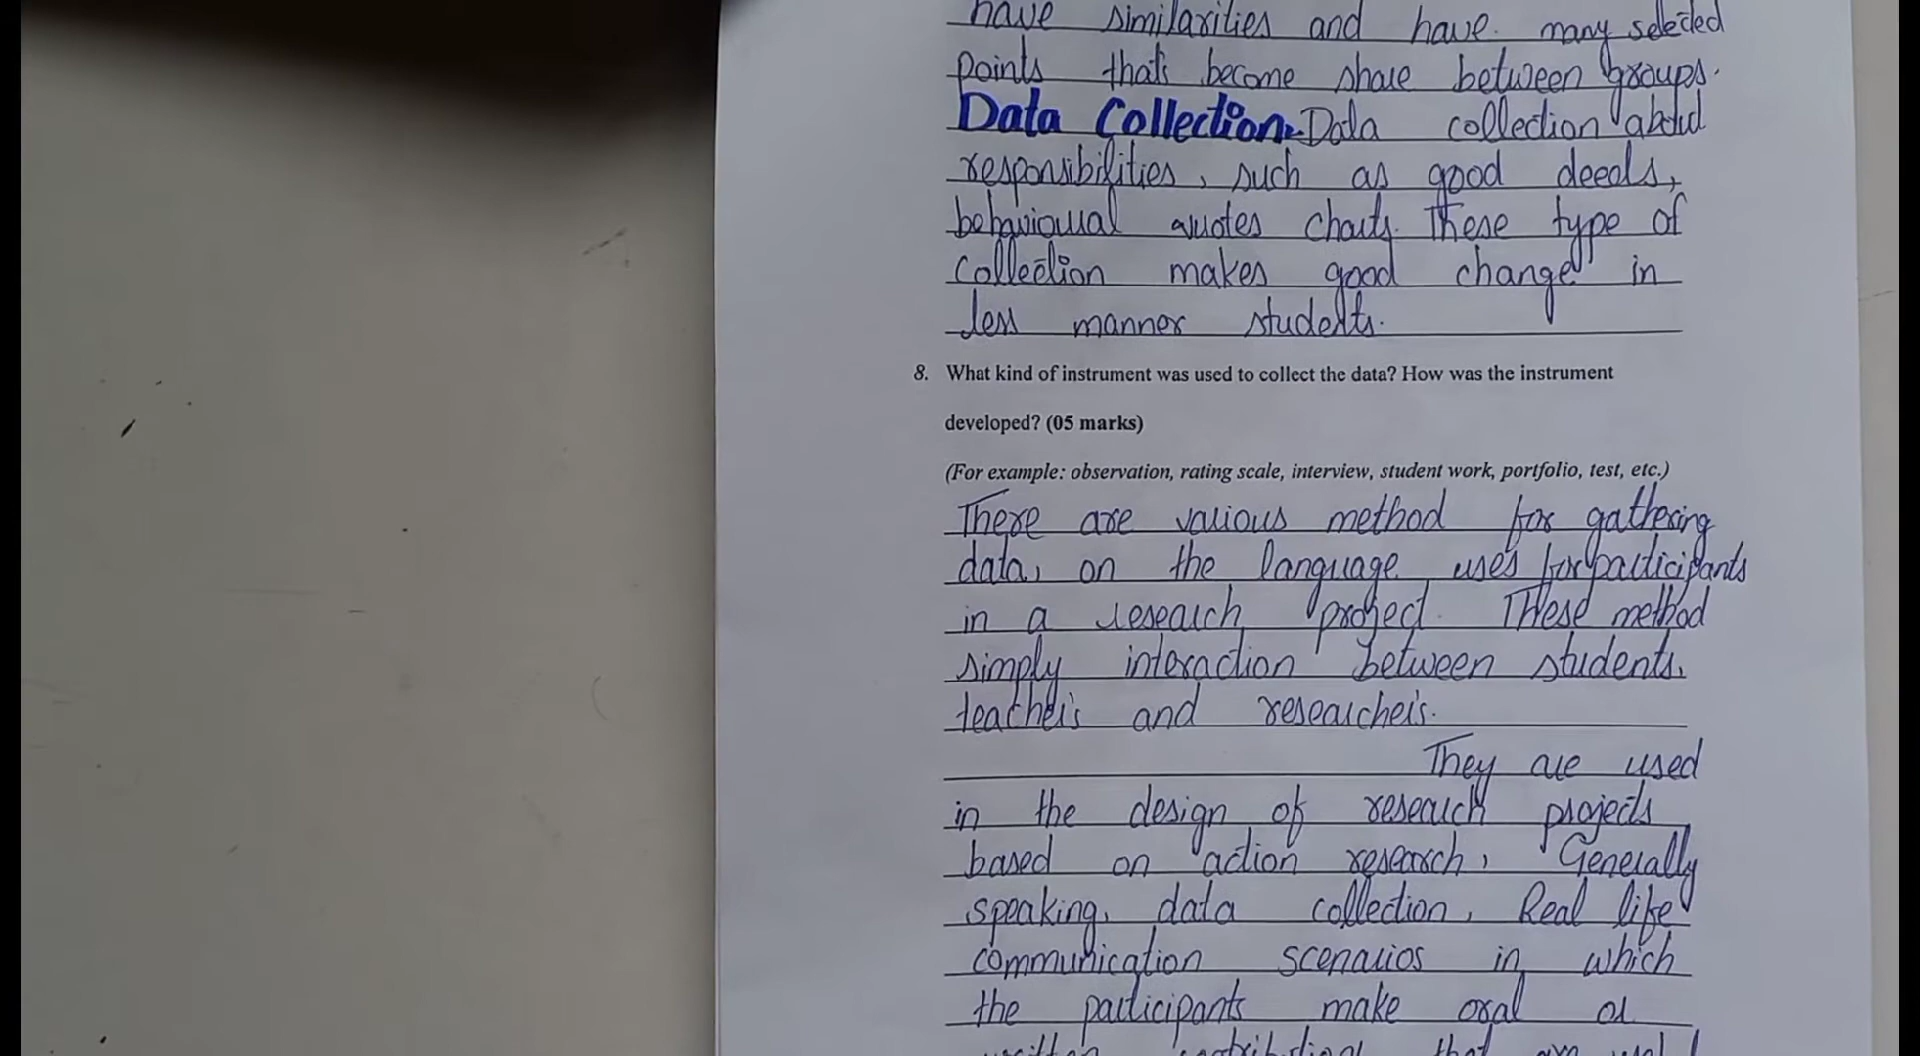 have similarities and have many selected
points that's become share between groups.
Data Collection:- Data collection about
responsibilities, such as good deeds,
behavioural quotes charts. These type of
collection makes good change in
less manner students.
8. What kind of instrument was used to collect the data? How was the instrument
developed? (05 marks)
(For example: observation, rating scale, interview, student work, portfolio, test, etc.)
There are various method for gathering
data, on the language uses for participants
in a research project. These method
simply interaction between students,
teacher's and researcher's.
They are used
in the design of research projects
based on action research, Generally
speaking, data collection, Real life
communication scenarios in which
the participants make oral or
written contributions that are